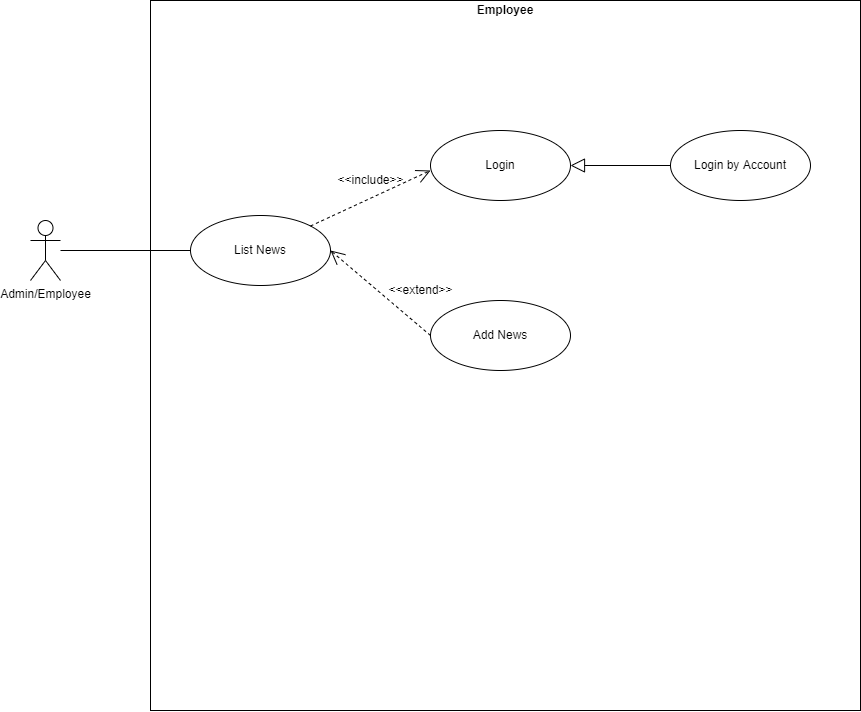 Employee
Login
Login by Account
<<include>>
List News
Admin/Employee
<<extend>>
Add News